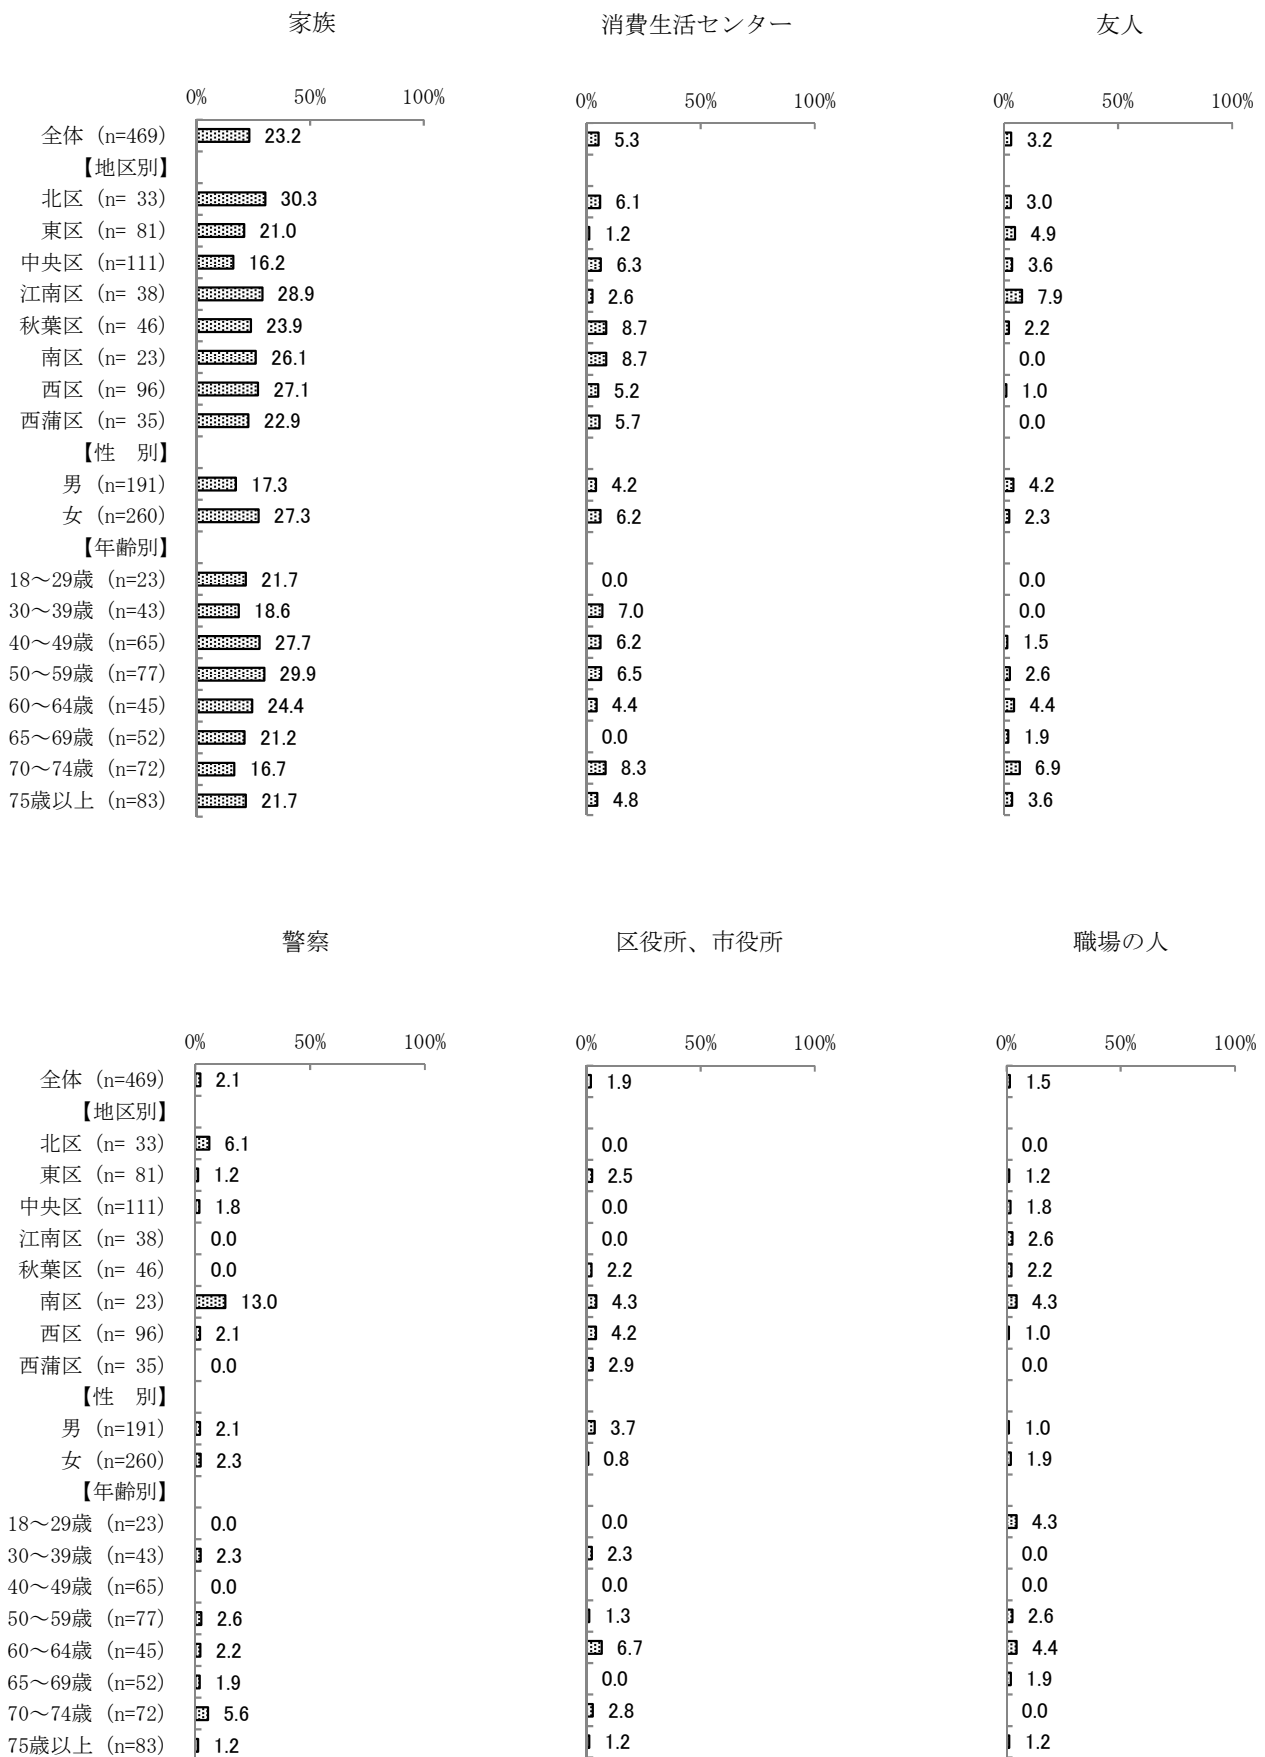 家族 消費生活センター 友人
0% 50% 100% 0% 50% 100% 0% 50% 100%
全体 (n=469) 23.2 5.3 3.2
【地区別】
北区 (n= 33) 30.3 6.1 3.0
東区 (n= 81) 21.0 1.2 4.9
中央区 (n=111) 16.2 6.3 3.6
江南区 (n= 38) 28.9 2.6 7.9
秋葉区 (n= 46) 23.9 8.7 2.2
南区 (n= 23) 26.1 8.7 0.0
西区 (n= 96) 27.1 5.2 1.0
西蒲区 (n= 35) 22.9 5.7 0.0
【性　別】
男 (n=191) 17.3 4.2 4.2
女 (n=260) 27.3 6.2 2.3
【年齢別】
18～29歳 (n=23) 21.7 0.0 0.0
30～39歳 (n=43) 18.6 7.0 0.0
40～49歳 (n=65) 27.7 6.2 1.5
50～59歳 (n=77) 29.9 6.5 2.6
60～64歳 (n=45) 24.4 4.4 4.4
65～69歳 (n=52) 21.2 0.0 1.9
70～74歳 (n=72) 16.7 8.3 6.9
75歳以上 (n=83) 21.7 4.8 3.6
警察 区役所、市役所 職場の人
0% 50% 100% 0% 50% 100% 0% 50% 100%
全体 (n=469) 2.1 1.9 1.5
【地区別】
北区 (n= 33) 6.1 0.0 0.0
東区 (n= 81) 1.2 2.5 1.2
中央区 (n=111) 1.8 0.0 1.8
江南区 (n= 38) 0.0 0.0 2.6
秋葉区 (n= 46) 0.0 2.2 2.2
南区 (n= 23) 13.0 4.3 4.3
西区 (n= 96) 2.1 4.2 1.0
西蒲区 (n= 35) 0.0 2.9 0.0
【性　別】
男 (n=191) 2.1 3.7 1.0
女 (n=260) 2.3 0.8 1.9
【年齢別】
18～29歳 (n=23) 0.0 0.0 4.3
30～39歳 (n=43) 2.3 2.3 0.0
40～49歳 (n=65) 0.0 0.0 0.0
50～59歳 (n=77) 2.6 1.3 2.6
60～64歳 (n=45) 2.2 6.7 4.4
65～69歳 (n=52) 1.9 0.0 1.9
70～74歳 (n=72) 5.6 2.8 0.0
75歳以上 (n=83) 1.2 1.2 1.2